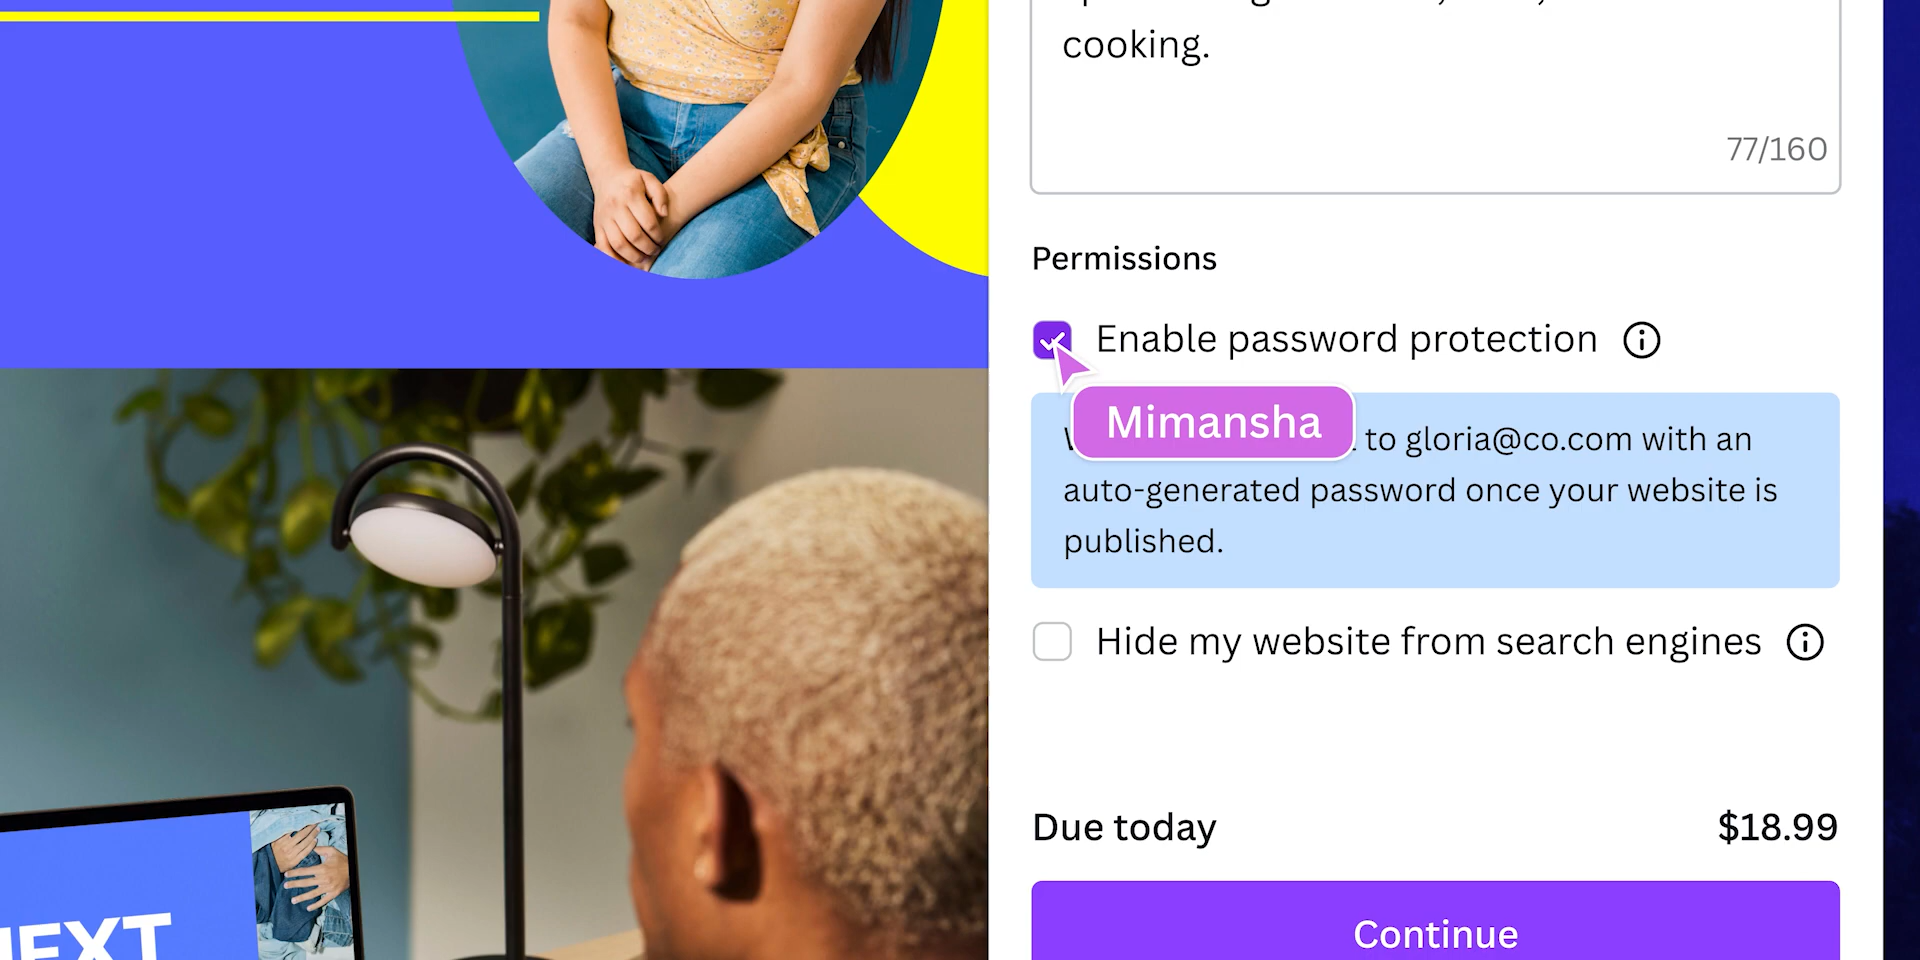 cooking.
77/160
Permissions
Enable password protection
Mimansha
to gloria@co.com with an
auto-generated password once your website is
published.
Hide my website from search engines
Due today
$18.99
Continue